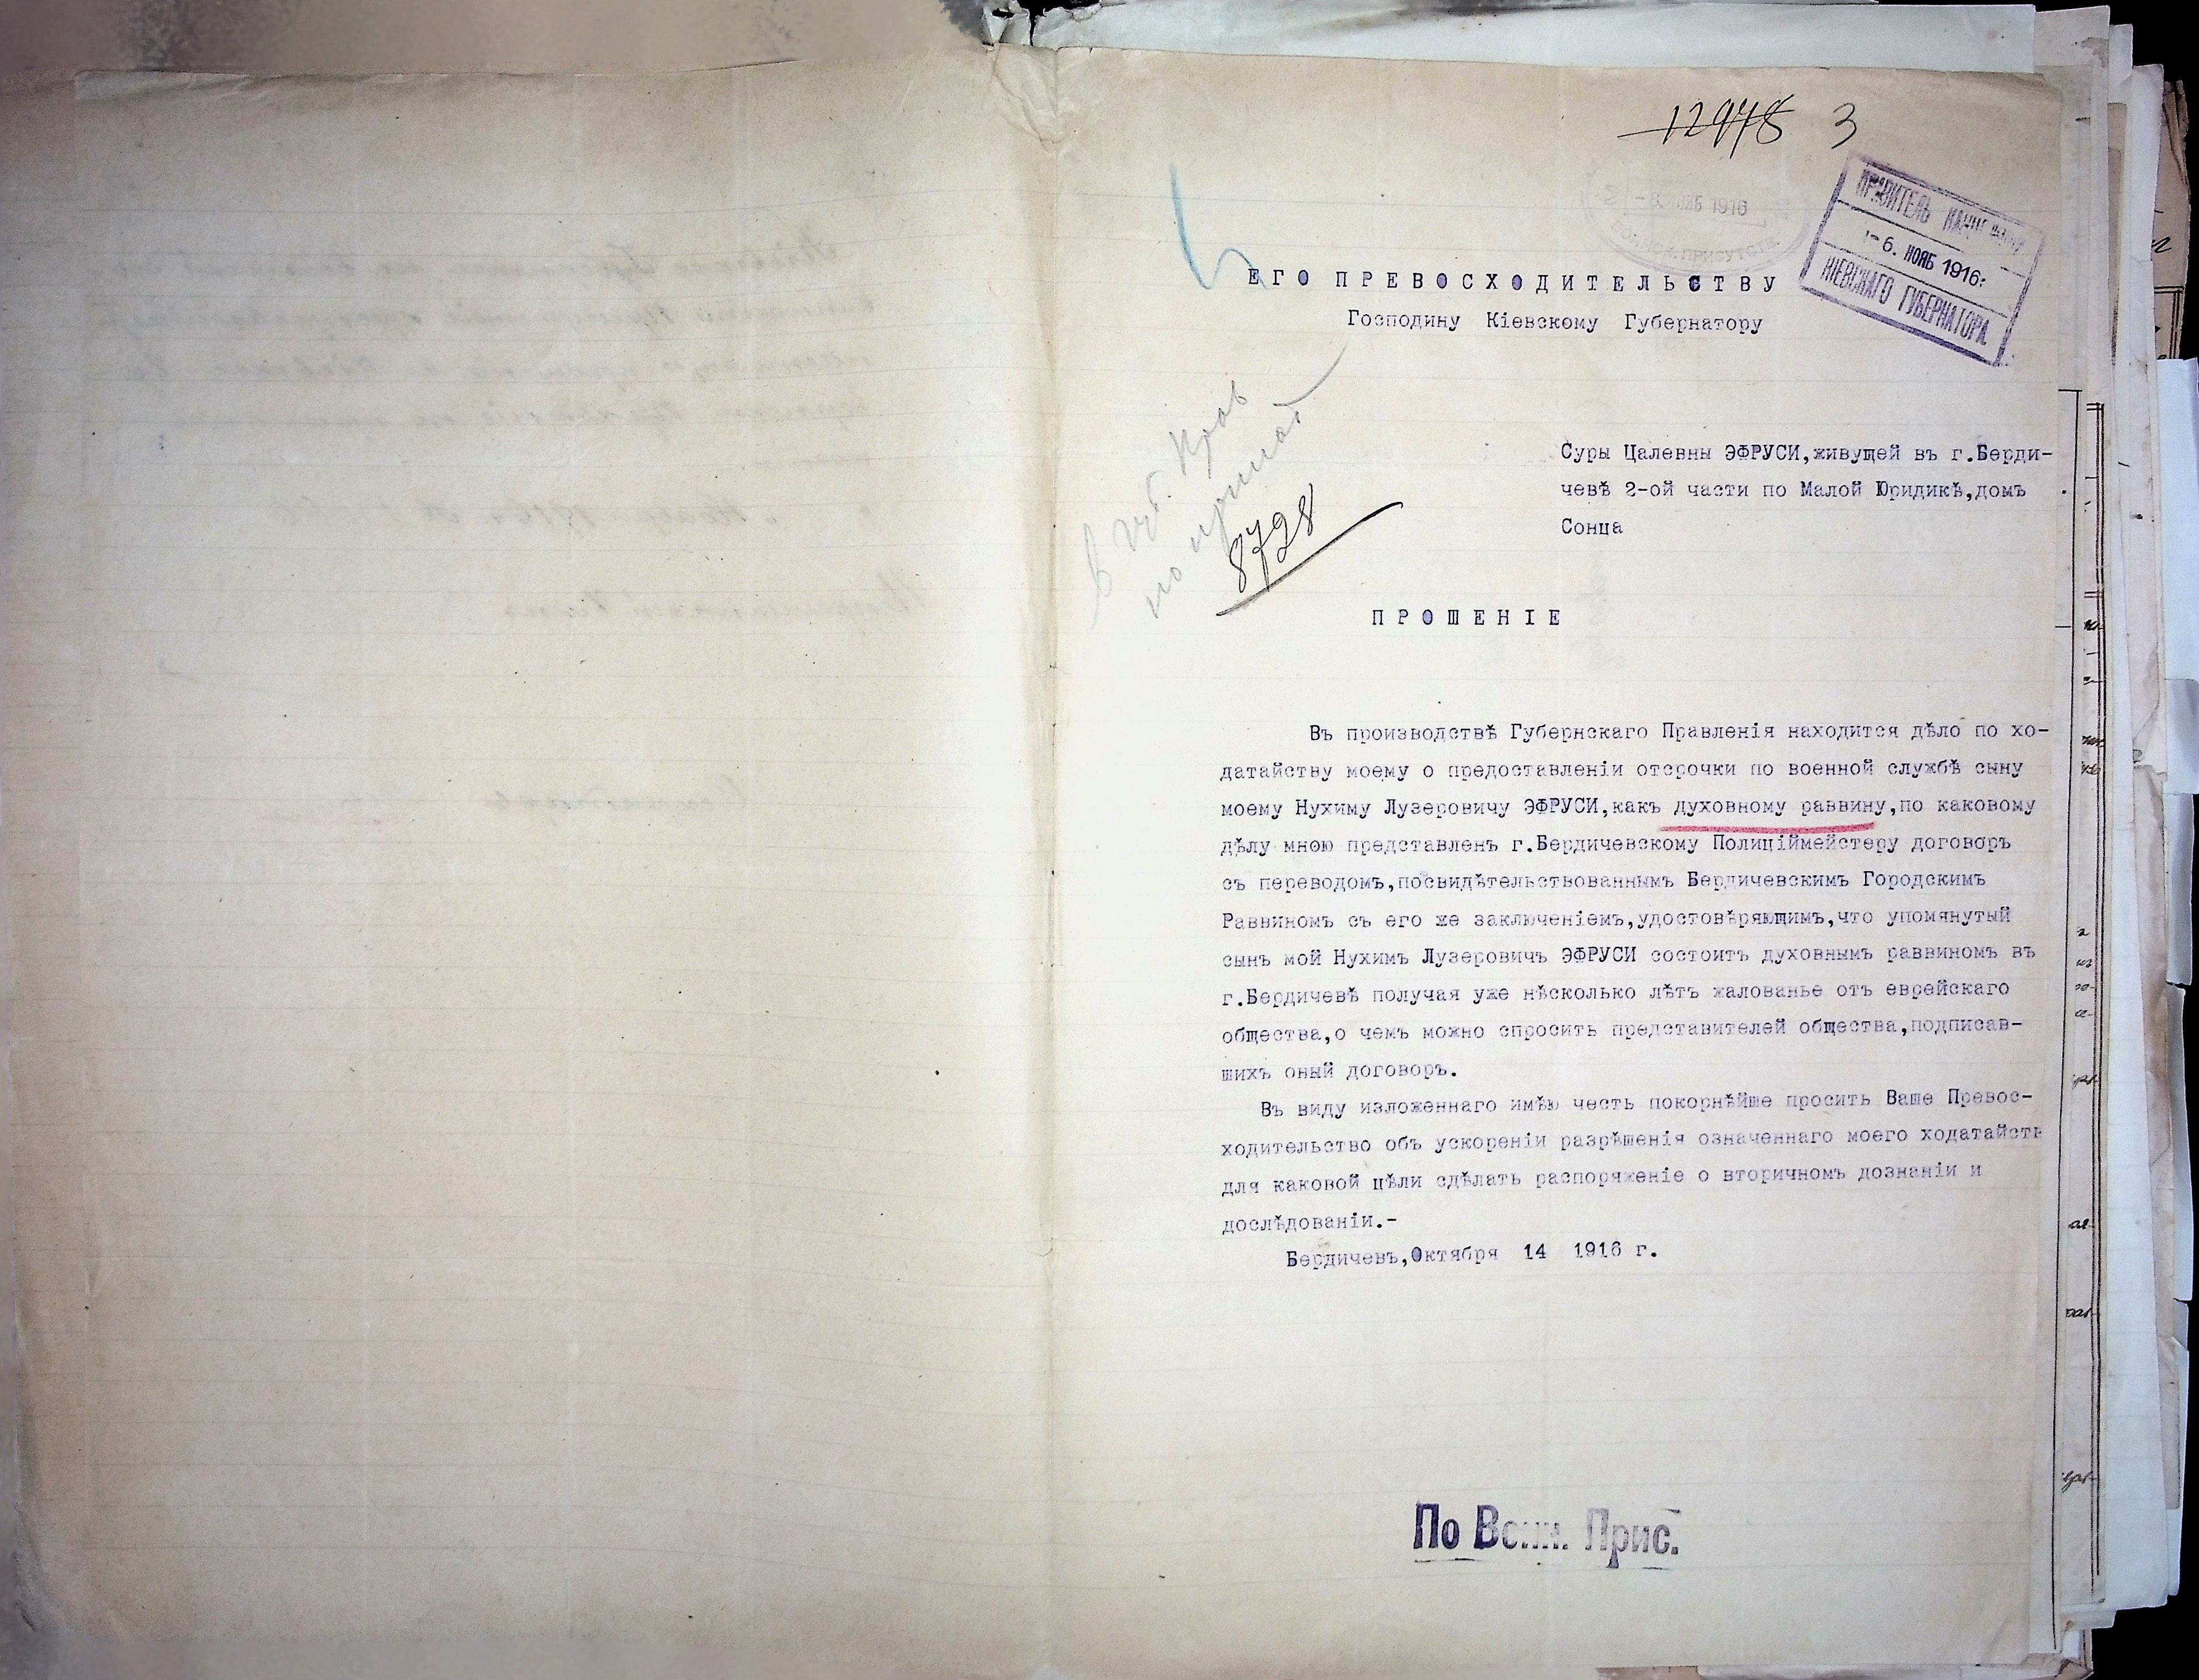 12978 3
- 6. НОЯБ 1916
ПРИСУТСТВ.
ПРАВИТЕЛЬ
- 6. НОЯБ 1916
КІЕВСКАГО ГУБЕРНАТОРА
ЕГО ПРЕВОСХОДИТЕЛЬСТВУ
Господину Кіевскому Губернатору
В Губ. Прав
по
8728
Суры Цалевны ЭФРУСИ,живущей въ г.Берди-
чевѣ 2-ой части по Малой Юридикѣ,домъ
Сонца
ПРОШЕНІЕ
Въ производствѣ Губернскаго Правленія находится дѣло по хо-
датайству моему о предоставленіи отсрочки по военной службѣ сыну
моему Нухиму Лузеровичу ЭФРУСИ,какъ духовному раввину,по каковому
дѣлу мною представленъ г.Бердичевскому Полиціймейстеру договоръ
съ переводомъ,посвидѣтельствованнымъ Бердичевскимъ Городскимъ
Раввиномъ съ его же заключеніемъ,удостовѣряющимъ,что упомянутый
сынъ мой Нухимъ Лузеровичъ ЭФРУСИ состоитъ духовнымъ раввиномъ въ
г.Бердичевѣ получая уже нѣсколько лѣтъ жалованье отъ еврейскаго
общества,о чемъ можно спросить представителей общества,подписав-
шихъ оный договоръ.
Въ виду изложеннаго имѣю честь покорнѣйше просить Ваше Превос-
ходительство объ ускореніи разрѣшенія означеннаго моего ходатайств
для каковой цѣли сдѣлать распоряженіе о вторичномъ дознаніи и
дослѣдованіи.-
Бердичевъ,Октября 14 1916 г.
По Воин. Прис.